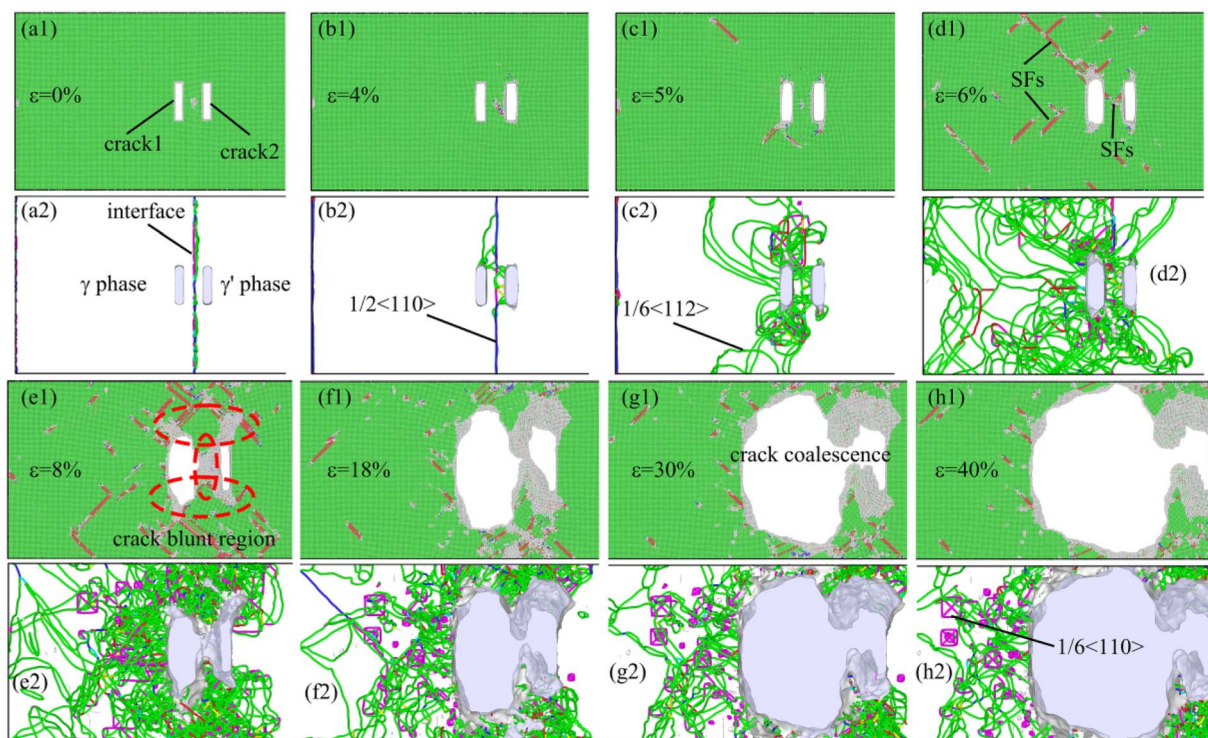 (a1)
ε=0%
crack1
crack2
(b1)
ε=4%
(c1)
ε=5%
(d1)
SFs
ε=6%
SFs
(a2)
interface
γ phase
γ' phase
(b2)
1/2<110>
(c2)
1/6<112>
(d2)
(e1)
ε=8%
crack blunt region
(f1)
ε=18%
(g1)
crack coalescence
ε=30%
(h1)
ε=40%
(e2)
(f2)
(g2)
1/6<110>
(h2)